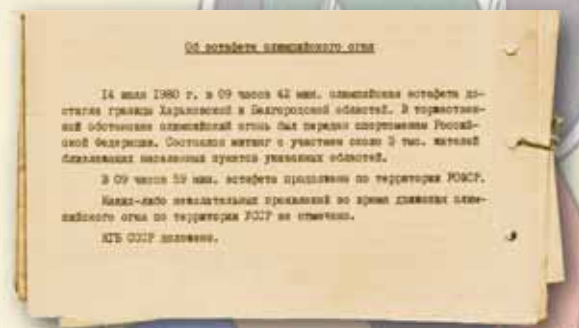 Об эстафете олимпийского огня
14 июля 1980 г. в 09 часов 42 мин. олимпийская эстафета до-
стигла границы Харьковской и Белгородской областей. В торжествен-
ной обстановке олимпийский огонь был передан спортсменам Россий-
ской Федерации. Состоялся митинг с участием около 3 тыс. жителей
близлежащих населенных пунктов указанных областей.
В 09 часов 59 мин. эстафета продолжена по территории РСФСР.
Каких-либо нежелательных проявлений во время движения олим-
пийского огня по территории УССР не отмечено.
КГБ СССР доложено.